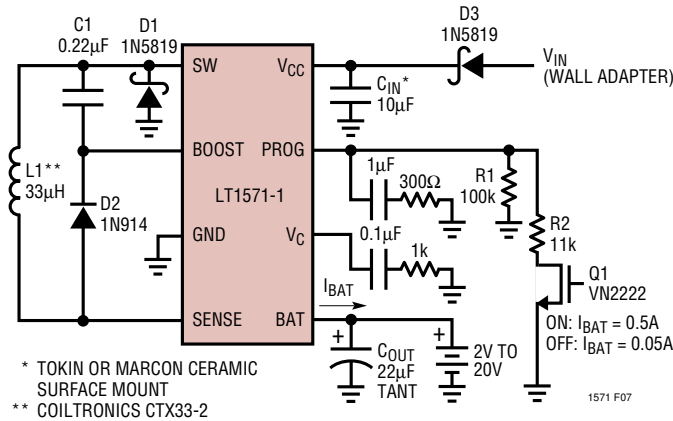 C1
0.22µF
D1
1N5819
D3
1N5819
V_IN
(WALL ADAPTER)
SW
V_CC
C_IN*
10µF
BOOST
PROG
L1**
33µH
D2
1N914
LT1571-1
1µF
300Ω
R1
100k
R2
11k
GND
V_C
0.1µF
1k
Q1
VN2222
I_BAT
SENSE
BAT
ON: I_BAT = 0.5A
OFF: I_BAT = 0.05A
+
C_OUT
22µF
TANT
+
2V TO
20V
* TOKIN OR MARCON CERAMIC
SURFACE MOUNT
** COILTRONICS CTX33-2
1571 F07